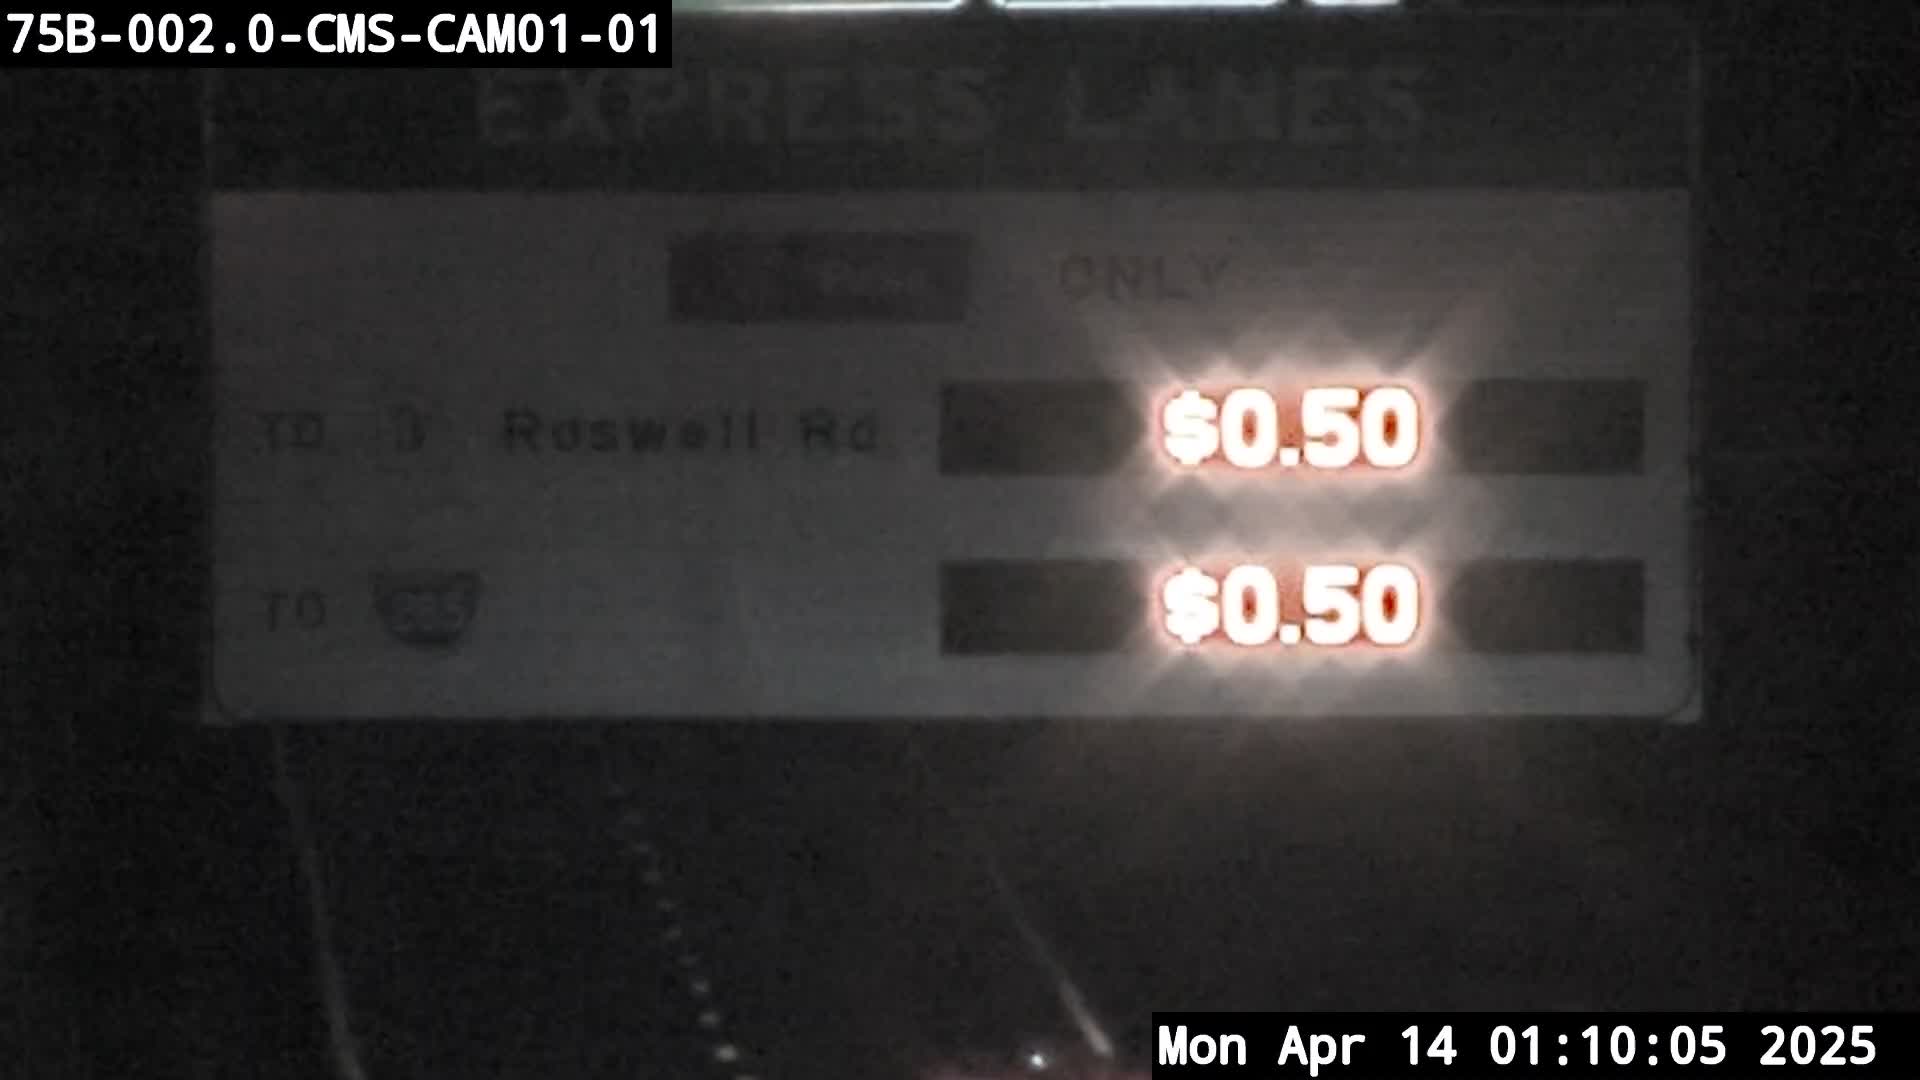 75B-002.0-CMS-CAM01-01
EXPRESS LANES
ONLY
TO Roswell Rd $0.50
TO 285 $0.50
Mon Apr 14 01:10:05 2025